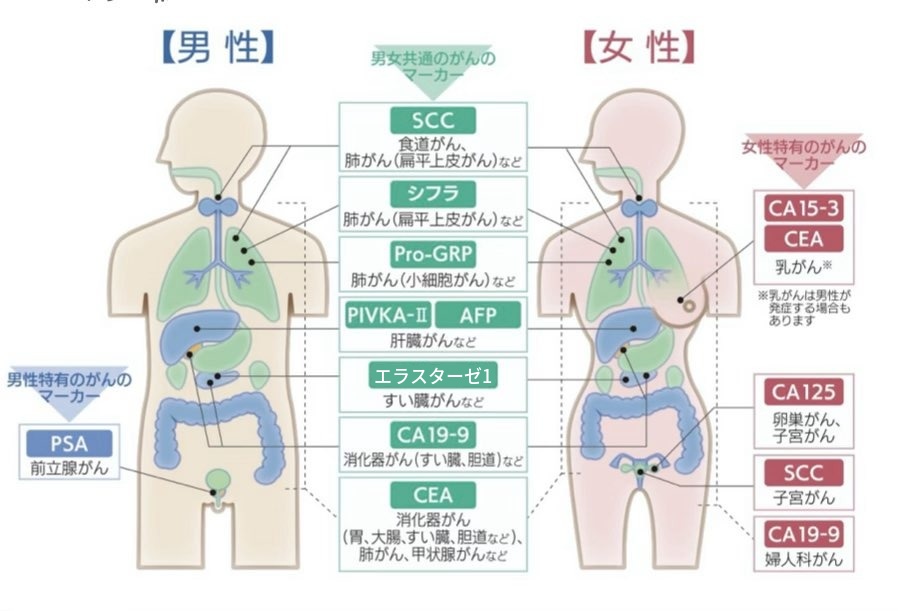 【男 性】
男女共通のがんの
マーカー
【女 性】
SCC
食道がん、
肺がん(扁平上皮がん)など
シフラ
肺がん(扁平上皮がん)など
Pro-GRP
肺がん(小細胞がん)など
PIVKA-Ⅱ AFP
肝臓がんなど
エラスターゼ1
すい臓がんなど
CA19-9
消化器がん(すい臓、胆道)など
CEA
消化器がん
(胃、大腸、すい臓、胆道など)、
肺がん、甲状腺がんなど
男性特有のがんの
マーカー
PSA
前立腺がん
女性特有のがんの
マーカー
CA15-3
CEA
乳がん※
※乳がんは男性が
発症する場合も
あります
CA125
卵巣がん、
子宮がん
SCC
子宮がん
CA19-9
婦人科がん